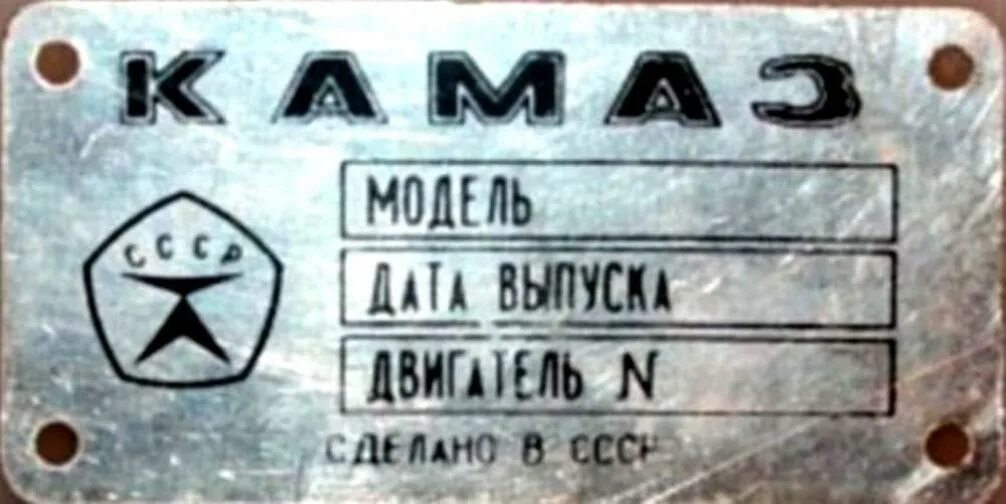 КАМАЗ
СССР
МОДЕЛЬ
ДАТА ВЫПУСКА
ДВИГАТЕЛЬ N
СДЕЛАНО В СССР